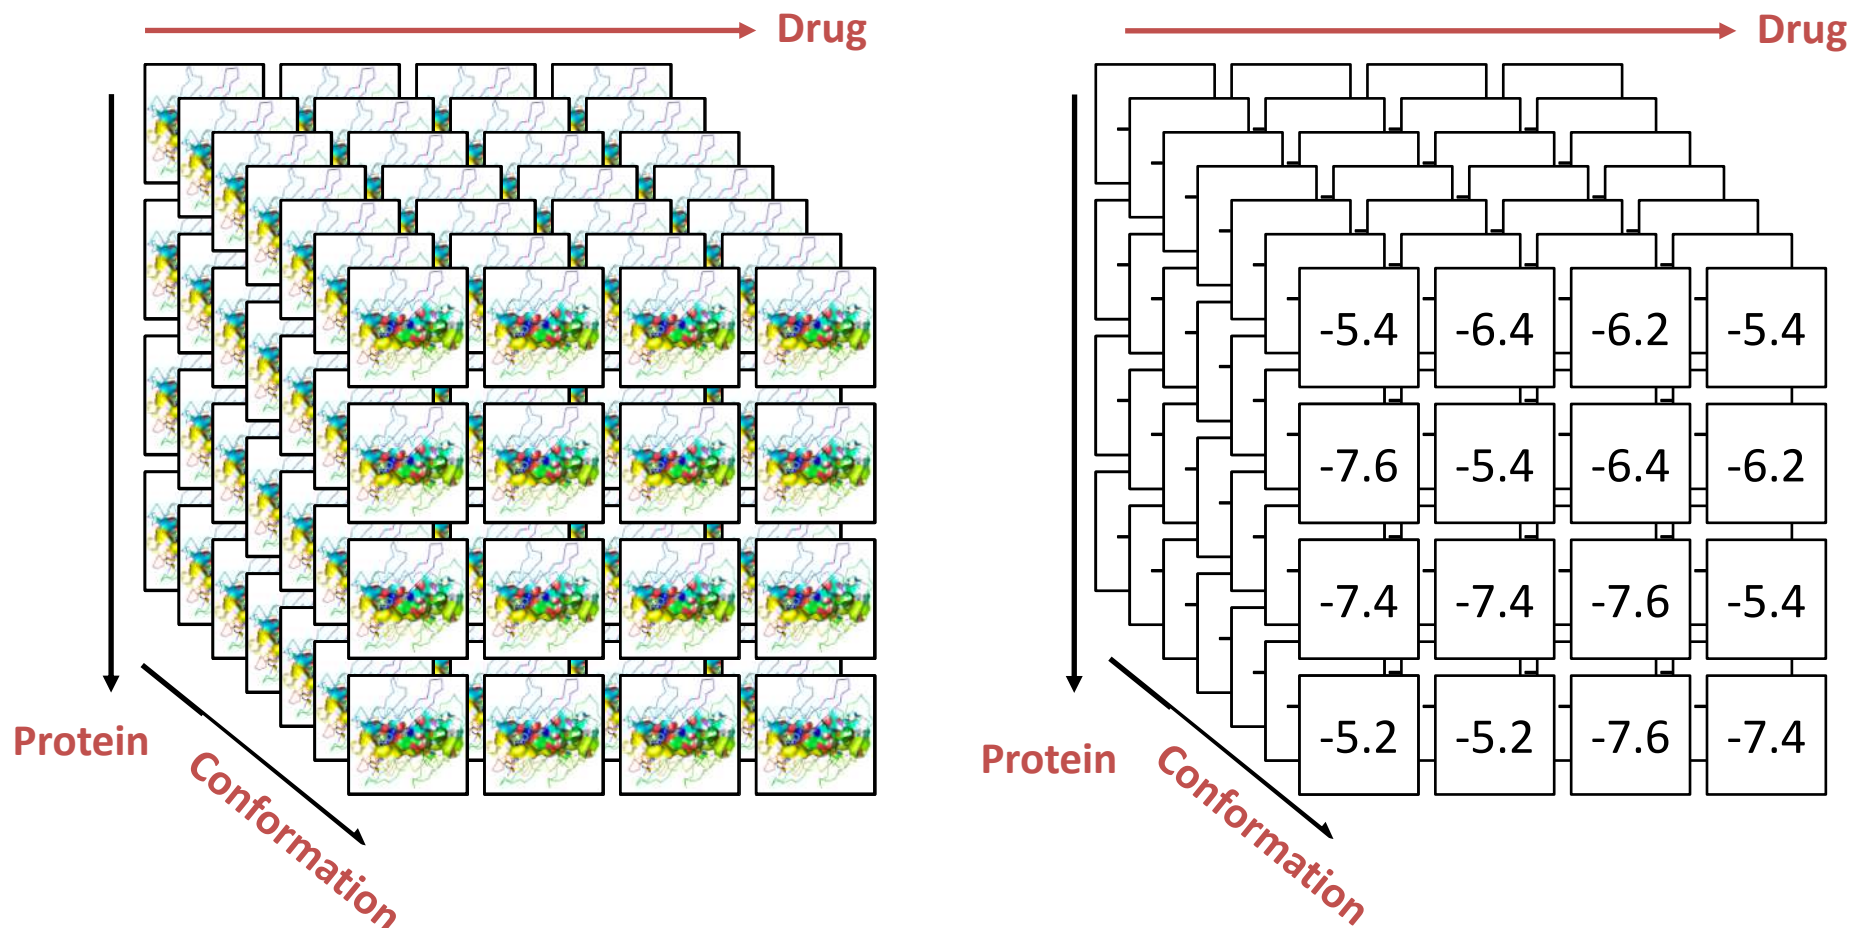 Drug
Protein
Conformation
Drug
-5.4 -6.4 -6.2 -5.4
-7.6 -5.4 -6.4 -6.2
-7.4 -7.4 -7.6 -5.4
-5.2 -5.2 -7.6 -7.4
Protein
Conformation